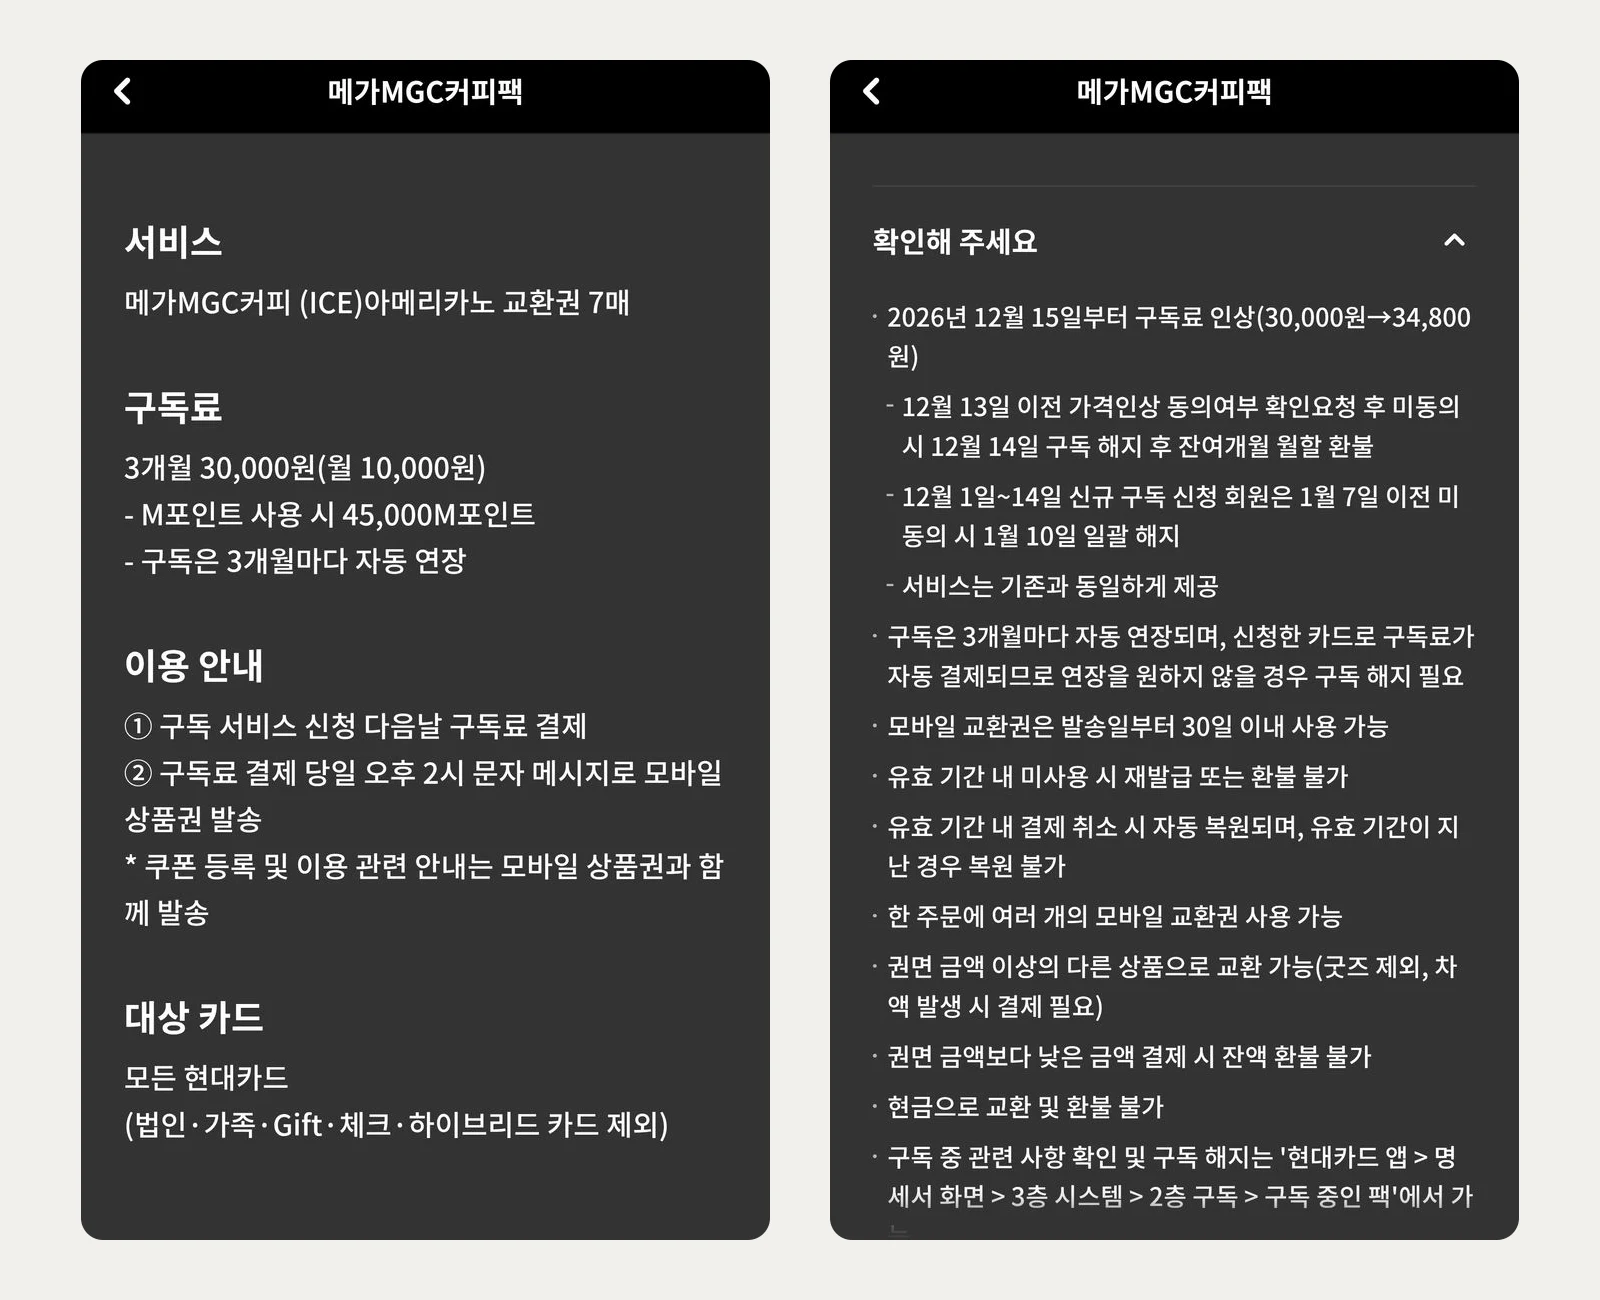 메가MGC커피팩
서비스
메가MGC커피 (ICE)아메리카노 교환권 7매
구독료
3개월 30,000원(월 10,000원)
- M포인트 사용 시 45,000M포인트
- 구독은 3개월마다 자동 연장
이용 안내
① 구독 서비스 신청 다음날 구독료 결제
② 구독료 결제 당일 오후 2시 문자 메시지로 모바일
상품권 발송
* 쿠폰 등록 및 이용 관련 안내는 모바일 상품권과 함
께 발송
대상 카드
모든 현대카드
(법인·가족·Gift·체크·하이브리드 카드 제외)
메가MGC커피팩
확인해 주세요
· 2026년 12월 15일부터 구독료 인상(30,000원→34,800
원)
- 12월 13일 이전 가격인상 동의여부 확인요청 후 미동의
시 12월 14일 구독 해지 후 잔여개월 월할 환불
- 12월 1일~14일 신규 구독 신청 회원은 1월 7일 이전 미
동의 시 1월 10일 일괄 해지
- 서비스는 기존과 동일하게 제공
· 구독은 3개월마다 자동 연장되며, 신청한 카드로 구독료가
자동 결제되므로 연장을 원하지 않을 경우 구독 해지 필요
· 모바일 교환권은 발송일부터 30일 이내 사용 가능
· 유효 기간 내 미사용 시 재발급 또는 환불 불가
· 유효 기간 내 결제 취소 시 자동 복원되며, 유효 기간이 지
난 경우 복원 불가
· 한 주문에 여러 개의 모바일 교환권 사용 가능
· 권면 금액 이상의 다른 상품으로 교환 가능(굿즈 제외, 차
액 발생 시 결제 필요)
· 권면 금액보다 낮은 금액 결제 시 잔액 환불 불가
· 현금으로 교환 및 환불 불가
· 구독 중 관련 사항 확인 및 구독 해지는 '현대카드 앱 > 명
세서 화면 > 3층 시스템 > 2층 구독 > 구독 중인 팩'에서 가